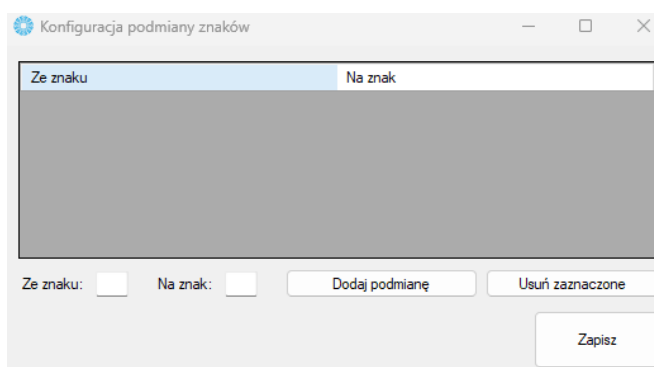 Konfiguracja podmiany znaków
Ze znaku Na znak
Ze znaku: Na znak: Dodaj podmianę Usuń zaznaczone
Zapisz